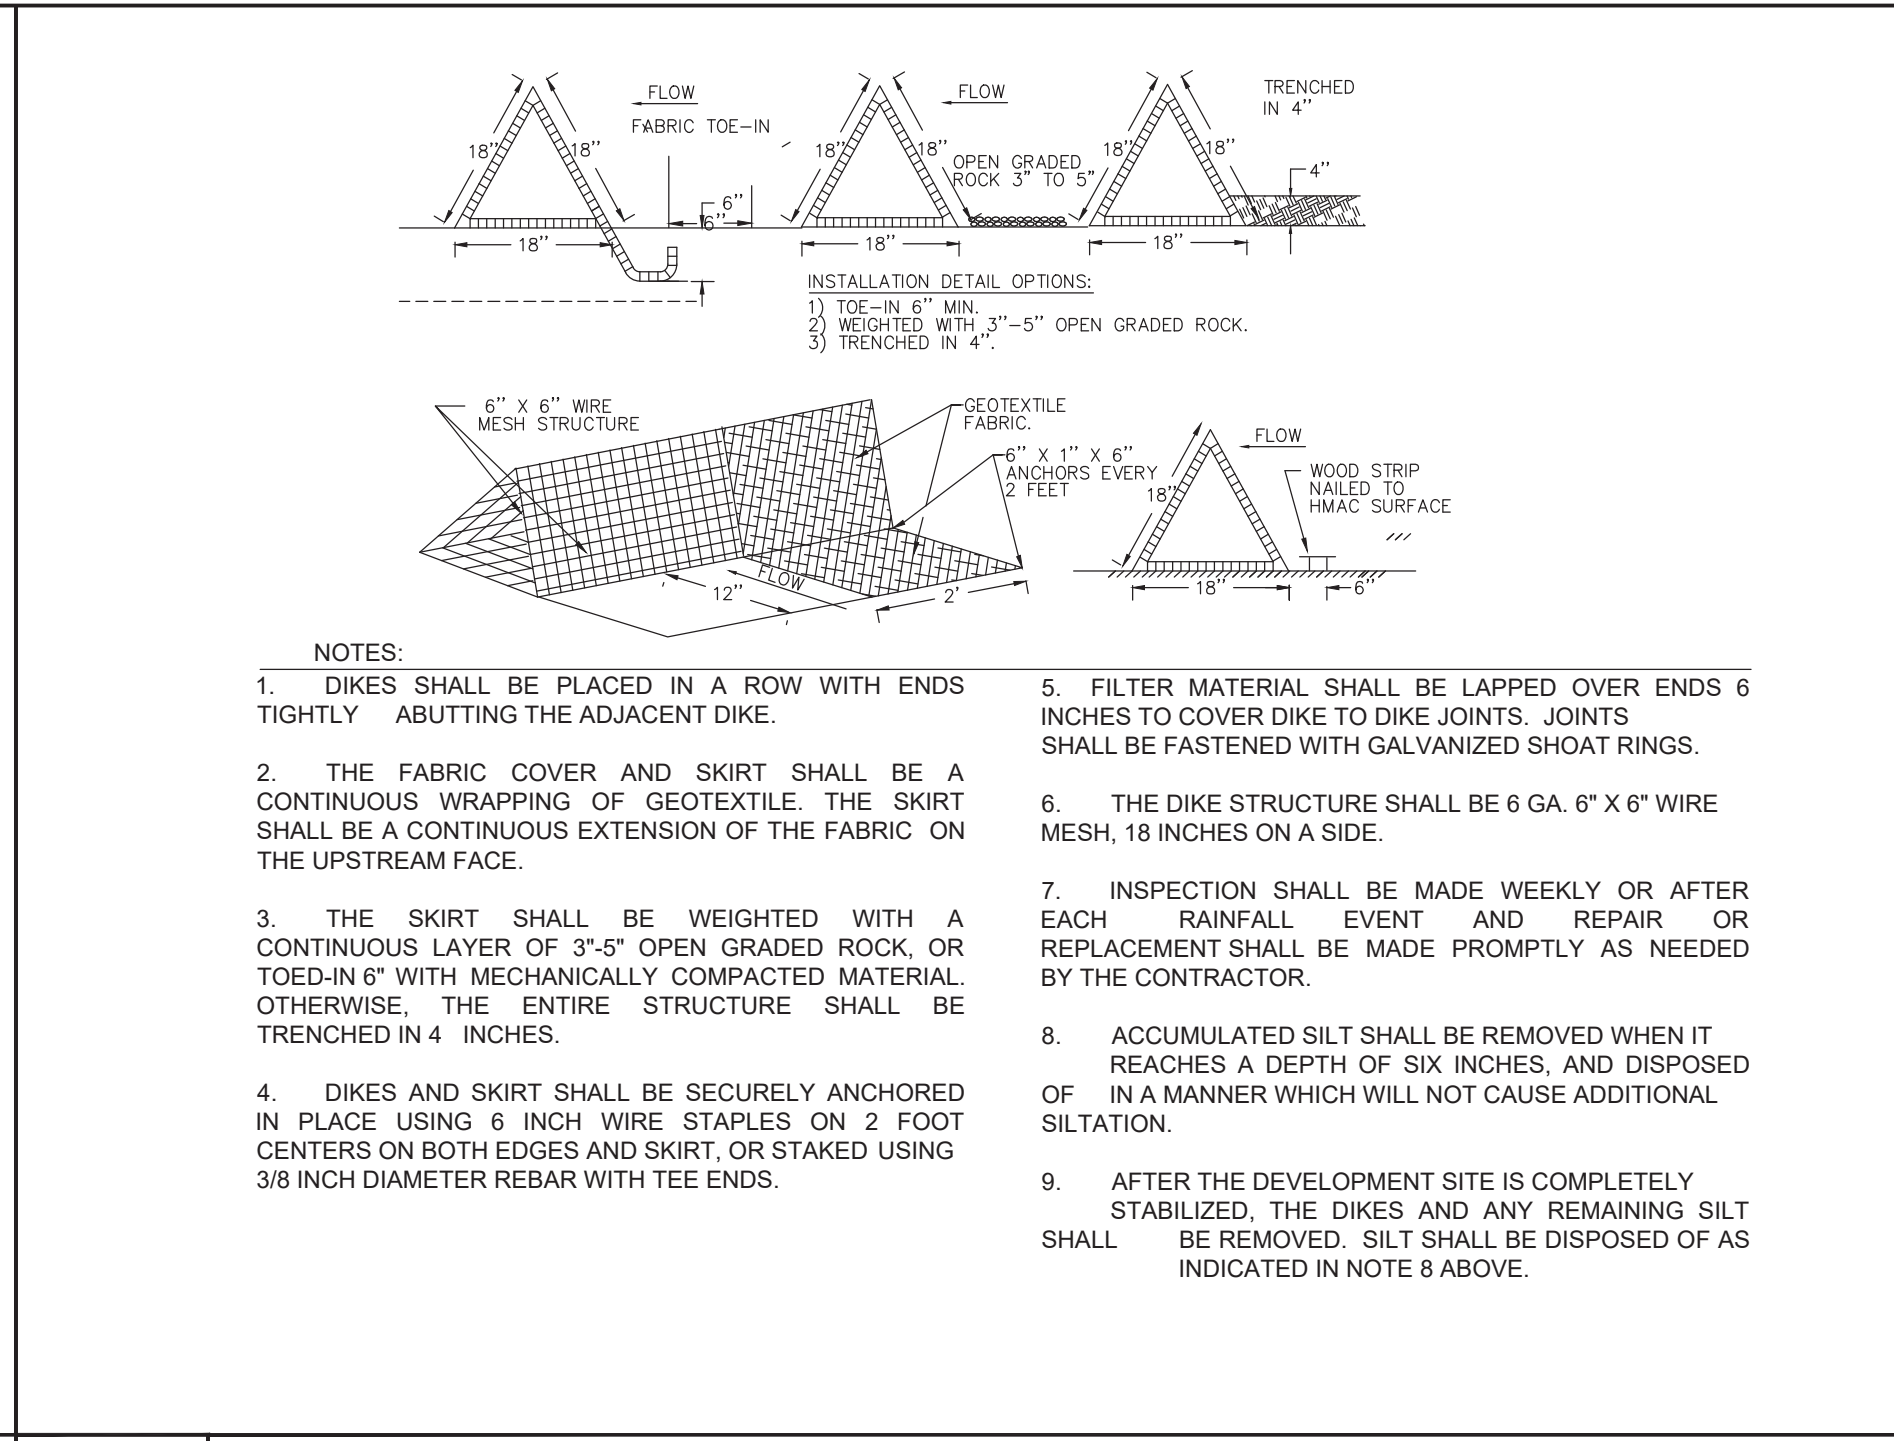 FLOW
FABRIC TOE-IN
18''
18''
6''
6''
18''
FLOW
18''
18''
OPEN GRADED
ROCK 3" TO 5"
18''
TRENCHED
IN 4''
18''
18''
4''
18''
INSTALLATION DETAIL OPTIONS:
1) TOE-IN 6'' MIN.
2) WEIGHTED WITH 3''-5'' OPEN GRADED ROCK.
3) TRENCHED IN 4''.
6'' X 6'' WIRE
MESH STRUCTURE
GEOTEXTILE
FABRIC.
6'' X 1'' X 6''
ANCHORS EVERY
2 FEET
FLOW
12''
2'
FLOW
18''
WOOD STRIP
NAILED TO
HMAC SURFACE
18''
6''
NOTES:
1. DIKES SHALL BE PLACED IN A ROW WITH ENDS
TIGHTLY ABUTTING THE ADJACENT DIKE.
2. THE FABRIC COVER AND SKIRT SHALL BE A
CONTINUOUS WRAPPING OF GEOTEXTILE. THE SKIRT
SHALL BE A CONTINUOUS EXTENSION OF THE FABRIC ON
THE UPSTREAM FACE.
3. THE SKIRT SHALL BE WEIGHTED WITH A
CONTINUOUS LAYER OF 3"-5" OPEN GRADED ROCK, OR
TOED-IN 6" WITH MECHANICALLY COMPACTED MATERIAL.
OTHERWISE, THE ENTIRE STRUCTURE SHALL BE
TRENCHED IN 4 INCHES.
4. DIKES AND SKIRT SHALL BE SECURELY ANCHORED
IN PLACE USING 6 INCH WIRE STAPLES ON 2 FOOT
CENTERS ON BOTH EDGES AND SKIRT, OR STAKED USING
3/8 INCH DIAMETER REBAR WITH TEE ENDS.
5. FILTER MATERIAL SHALL BE LAPPED OVER ENDS 6
INCHES TO COVER DIKE TO DIKE JOINTS. JOINTS
SHALL BE FASTENED WITH GALVANIZED SHOAT RINGS.
6. THE DIKE STRUCTURE SHALL BE 6 GA. 6" X 6" WIRE
MESH, 18 INCHES ON A SIDE.
7. INSPECTION SHALL BE MADE WEEKLY OR AFTER
EACH RAINFALL EVENT AND REPAIR OR
REPLACEMENT SHALL BE MADE PROMPTLY AS NEEDED
BY THE CONTRACTOR.
8. ACCUMULATED SILT SHALL BE REMOVED WHEN IT
REACHES A DEPTH OF SIX INCHES, AND DISPOSED
OF IN A MANNER WHICH WILL NOT CAUSE ADDITIONAL
SILTATION.
9. AFTER THE DEVELOPMENT SITE IS COMPLETELY
STABILIZED, THE DIKES AND ANY REMAINING SILT
SHALL BE REMOVED. SILT SHALL BE DISPOSED OF AS
INDICATED IN NOTE 8 ABOVE.